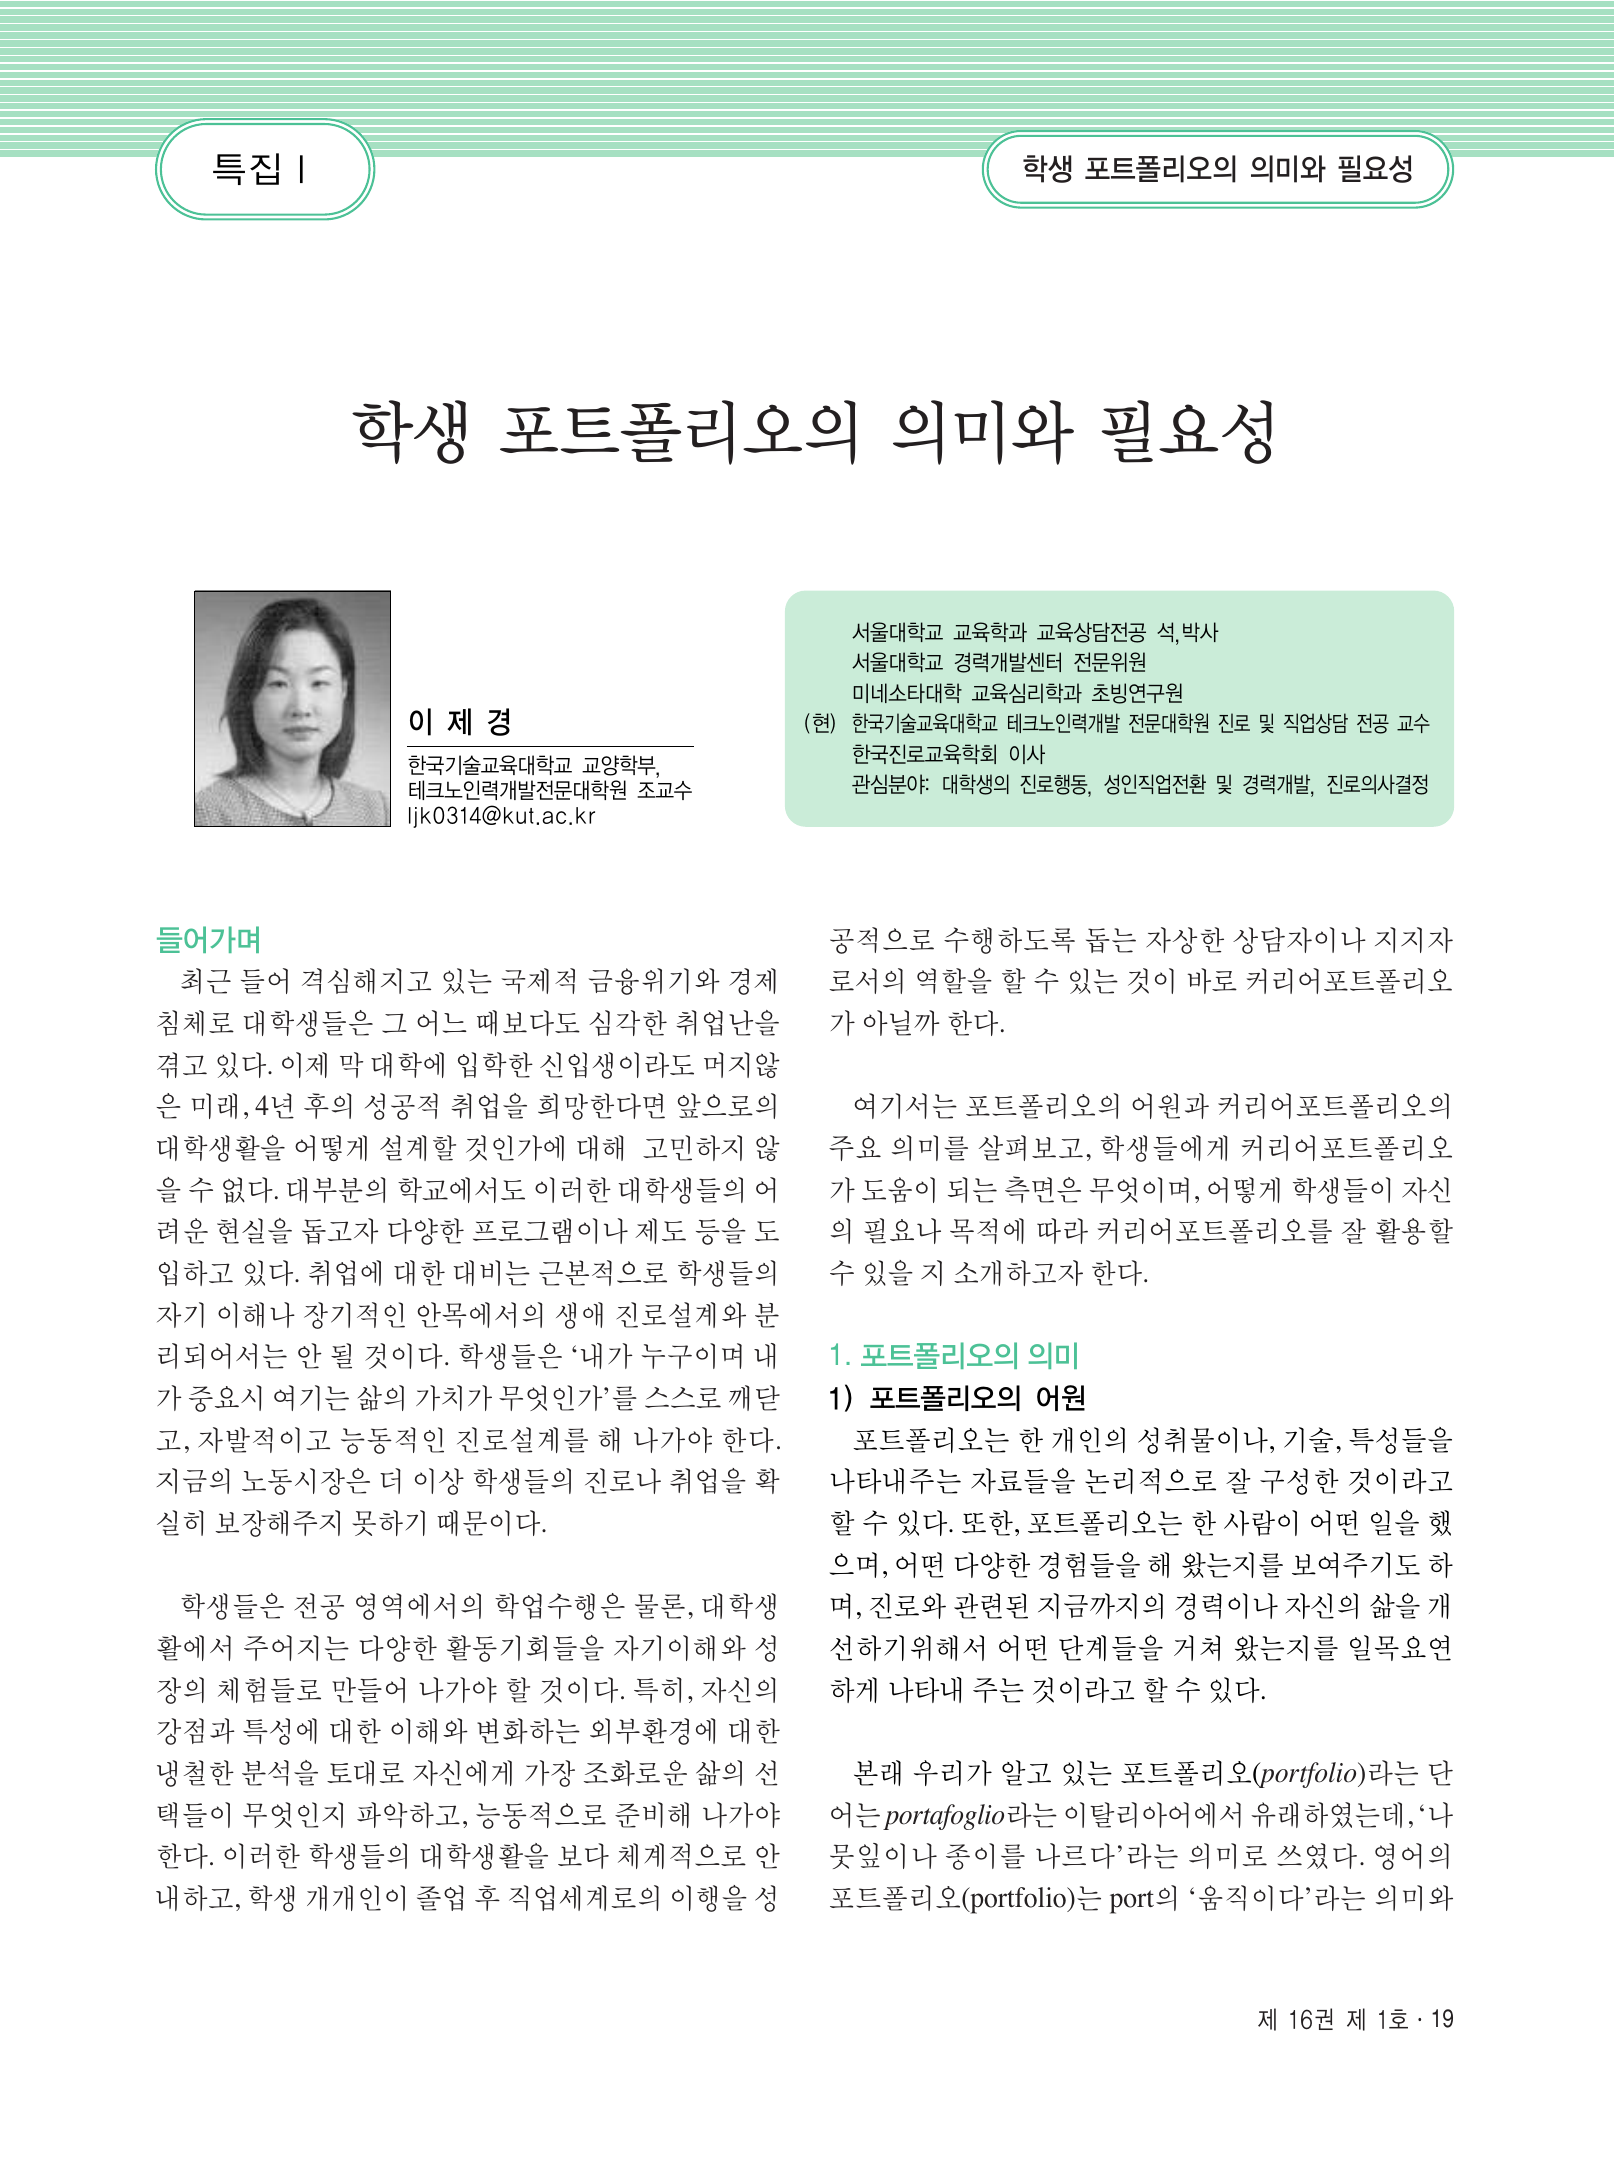 특집 I
학생 포트폴리오의 의미와 필요성
학생 포트폴리오의 의미와 필요성
이 제 경
한국기술교육대학교 교양학부,
테크노인력개발전문대학원 조교수
ljk0314@kut.ac.kr
서울대학교 교육학과 교육상담전공 석,박사
서울대학교 경력개발센터 전문위원
미네소타대학 교육심리학과 초빙연구원
(현) 한국기술교육대학교 테크노인력개발 전문대학원 진로 및 직업상담 전공 교수
한국진로교육학회 이사
관심분야: 대학생의 진로행동, 성인직업전환 및 경력개발, 진로의사결정
들어가며
최근 들어 격심해지고 있는 국제적 금융위기와 경제
침체로 대학생들은 그 어느 때보다도 심각한 취업난을
겪고 있다. 이제 막 대학에 입학한 신입생이라도 머지않
은 미래, 4년 후의 성공적 취업을 희망한다면 앞으로의
대학생활을 어떻게 설계할 것인가에 대해 고민하지 않
을 수 없다. 대부분의 학교에서도 이러한 대학생들의 어
려운 현실을 돕고자 다양한 프로그램이나 제도 등을 도
입하고 있다. 취업에 대한 대비는 근본적으로 학생들의
자기 이해나 장기적인 안목에서의 생애 진로설계와 분
리되어서는 안 될 것이다. 학생들은 ‘내가 누구이며 내
가 중요시 여기는 삶의 가치가 무엇인가’를 스스로 깨닫
고, 자발적이고 능동적인 진로설계를 해 나가야 한다.
지금의 노동시장은 더 이상 학생들의 진로나 취업을 확
실히 보장해주지 못하기 때문이다.
학생들은 전공 영역에서의 학업수행은 물론, 대학생
활에서 주어지는 다양한 활동기회들을 자기이해와 성
장의 체험들로 만들어 나가야 할 것이다. 특히, 자신의
강점과 특성에 대한 이해와 변화하는 외부환경에 대한
냉철한 분석을 토대로 자신에게 가장 조화로운 삶의 선
택들이 무엇인지 파악하고, 능동적으로 준비해 나가야
한다. 이러한 학생들의 대학생활을 보다 체계적으로 안
내하고, 학생 개개인이 졸업 후 직업세계로의 이행을 성
공적으로 수행하도록 돕는 자상한 상담자이나 지지자
로서의 역할을 할 수 있는 것이 바로 커리어포트폴리오
가 아닐까 한다.
여기서는 포트폴리오의 어원과 커리어포트폴리오의
주요 의미를 살펴보고, 학생들에게 커리어포트폴리오
가 도움이 되는 측면은 무엇이며, 어떻게 학생들이 자신
의 필요나 목적에 따라 커리어포트폴리오를 잘 활용할
수 있을 지 소개하고자 한다.
1. 포트폴리오의 의미
1) 포트폴리오의 어원
포트폴리오는 한 개인의 성취물이나, 기술, 특성들을
나타내주는 자료들을 논리적으로 잘 구성한 것이라고
할 수 있다. 또한, 포트폴리오는 한 사람이 어떤 일을 했
으며, 어떤 다양한 경험들을 해 왔는지를 보여주기도 하
며, 진로와 관련된 지금까지의 경력이나 자신의 삶을 개
선하기위해서 어떤 단계들을 거쳐 왔는지를 일목요연
하게 나타내 주는 것이라고 할 수 있다.
본래 우리가 알고 있는 포트폴리오(portfolio)라는 단
어는 portafoglio라는 이탈리아어에서 유래하였는데, ‘나
뭇잎이나 종이를 나르다’라는 의미로 쓰였다. 영어의
포트폴리오(portfolio)는 port의 ‘움직이다’라는 의미와
제 16권 제 1호 · 19